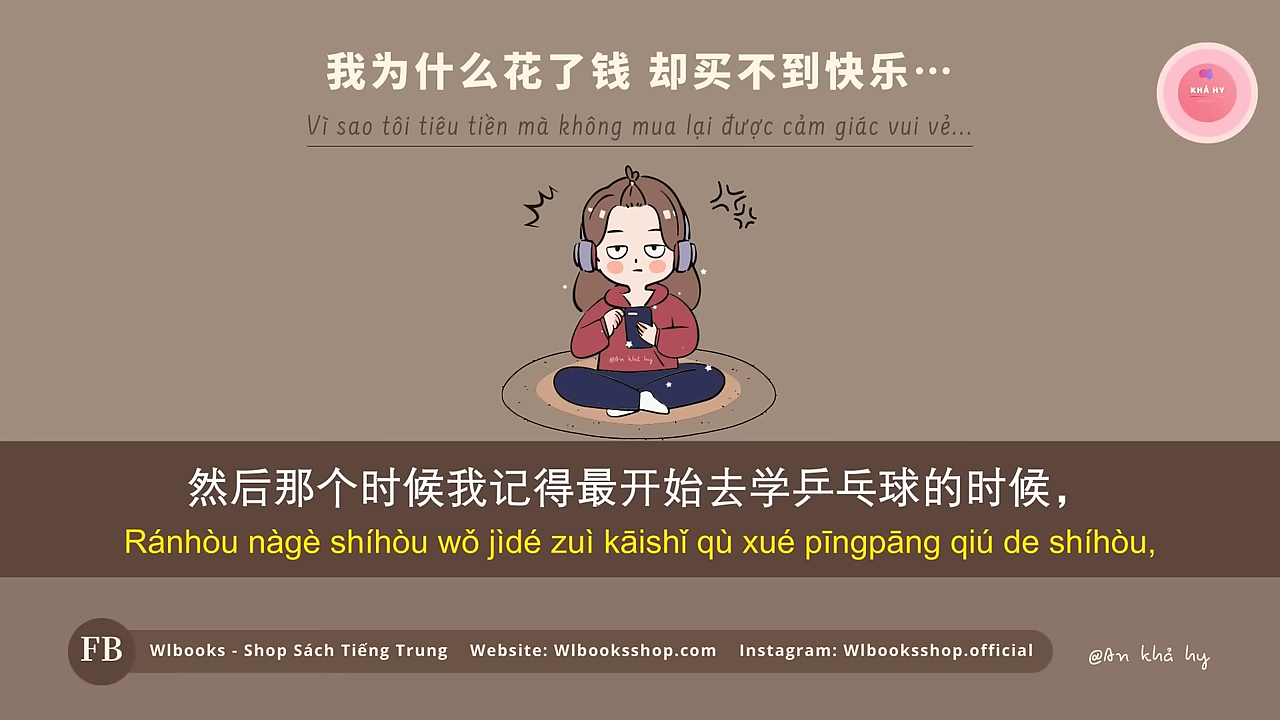 我为什么花了钱 却买不到快乐…
Vì sao tôi tiêu tiền mà không mua lại được cảm giác vui vẻ...
KHẢ HY
@An khả hy
然后那个时候我记得最开始去学乒乓球的时候，
Ránhòu nàgè shíhòu wǒ jìdé zuì kāishǐ qù xué pīngpāng qiú de shíhòu,
FB
Wlbooks - Shop Sách Tiếng Trung Website: Wlbooksshop.com Instagram: Wlbooksshop.official
@An khả hy